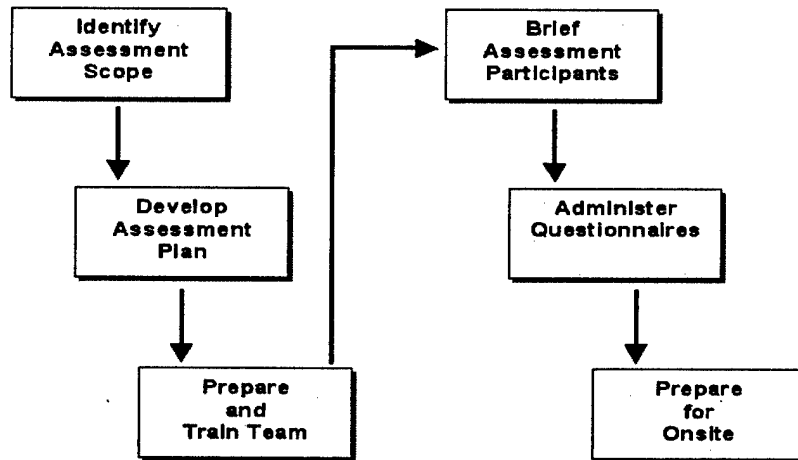 Identify
Assessment
Scope
Develop
Assessment
Plan
Prepare
and
Train Team
Brief
Assessment
Participants
Administer
Questionnaires
Prepare
for
Onsite